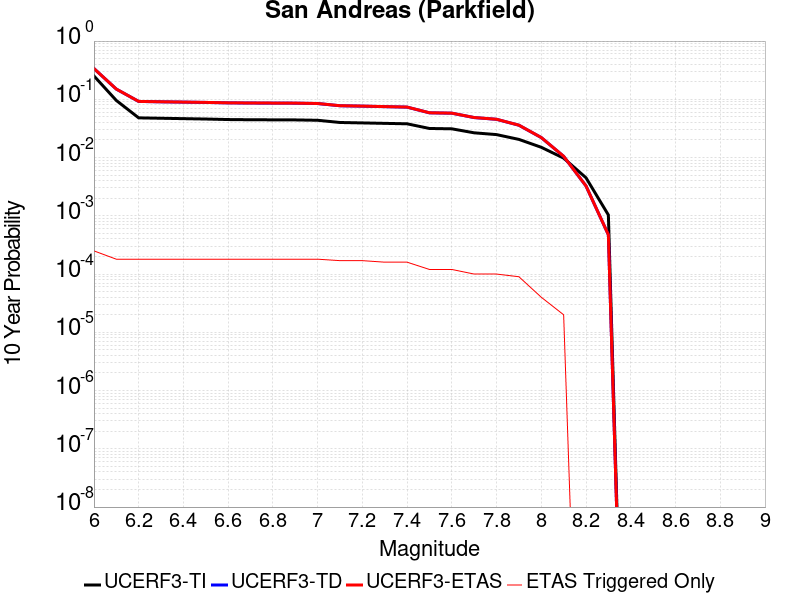 San Andreas (Parkfield)
10^0
10^-1
10^-2
10^-3
10^-4
10^-5
10^-6
10^-7
10^-8
10 Year Probability
6 6.2 6.4 6.6 6.8 7 7.2 7.4 7.6 7.8 8 8.2 8.4 8.6 8.8 9
Magnitude
UCERF3-TI UCERF3-TD UCERF3-ETAS ETAS Triggered Only